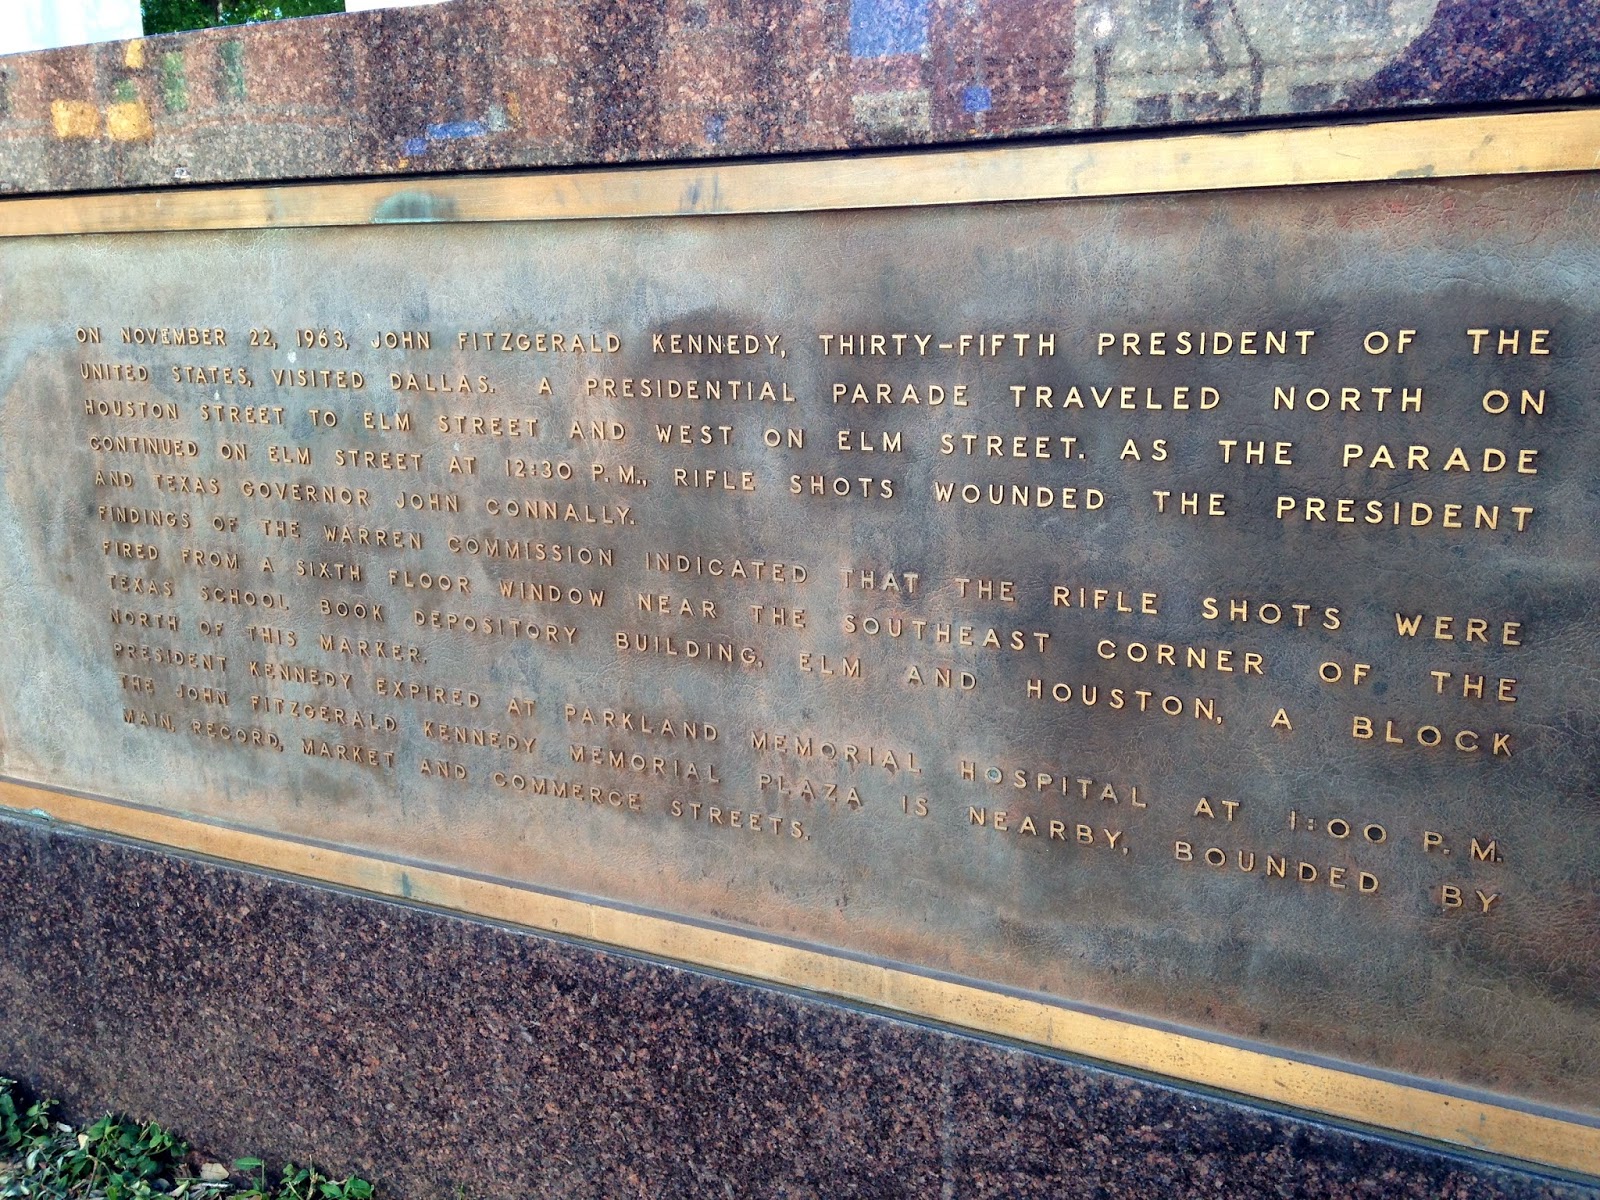 ON NOVEMBER 22, 1963, JOHN FITZGERALD KENNEDY, THIRTY-FIFTH PRESIDENT OF THE
UNITED STATES, VISITED DALLAS. A PRESIDENTIAL PARADE TRAVELED NORTH ON
HOUSTON STREET TO ELM STREET AND WEST ON ELM STREET. AS THE PARADE
CONTINUED ON ELM STREET AT 12:30 P.M., RIFLE SHOTS WOUNDED THE PRESIDENT
AND TEXAS GOVERNOR JOHN CONNALLY.
FINDINGS OF THE WARREN COMMISSION INDICATED THAT THE RIFLE SHOTS WERE
FIRED FROM A SIXTH FLOOR WINDOW NEAR THE SOUTHEAST CORNER OF THE
TEXAS SCHOOL BOOK DEPOSITORY BUILDING, ELM AND HOUSTON, A BLOCK
NORTH OF THIS MARKER.
PRESIDENT KENNEDY EXPIRED AT PARKLAND MEMORIAL HOSPITAL AT 1:00 P.M.
THE JOHN FITZGERALD KENNEDY MEMORIAL PLAZA IS NEARBY, BOUNDED BY
MAIN, RECORD, MARKET AND COMMERCE STREETS.